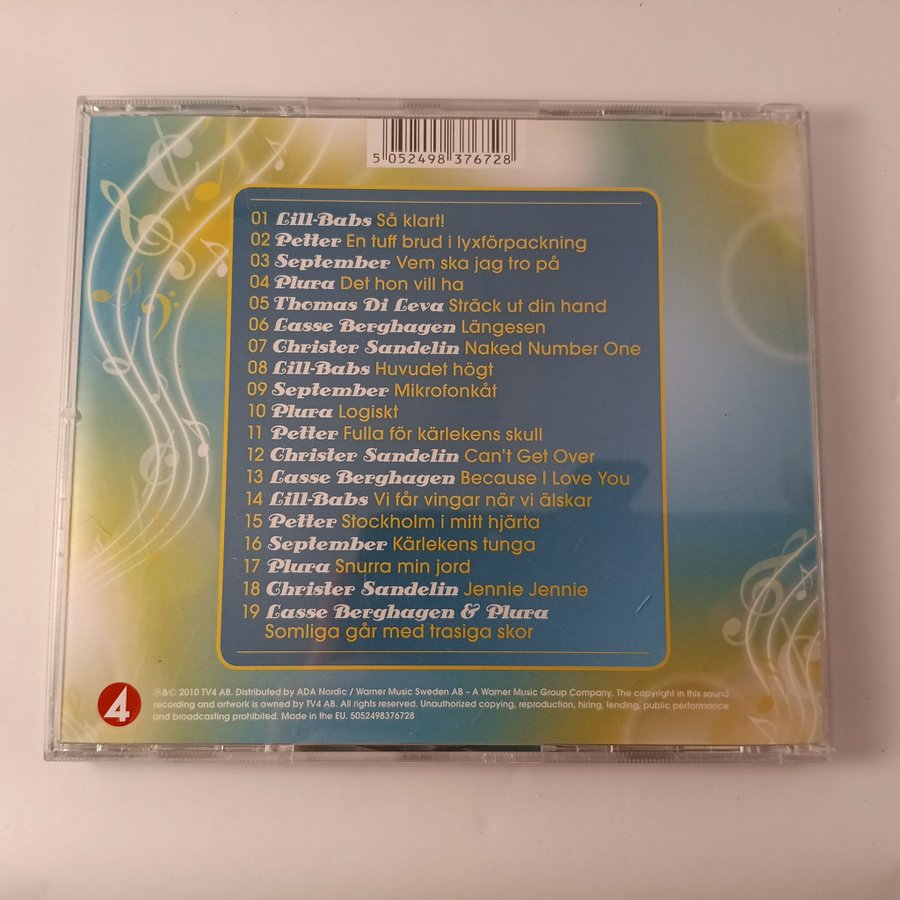 5 052498 376728
01 Lill-Babs Så klart!
02 Petter En tuff brud i lyxförpackning
03 September Vem ska jag tro på
04 Plura Det hon vill ha
05 Thomas Di Leva Sträck ut din hand
06 Lasse Berghagen Längesen
07 Christer Sandelin Naked Number One
08 Lill-Babs Huvudet högt
09 September Mikrofonkåt
10 Plura Logiskt
11 Petter Fulla för kärlekens skull
12 Christer Sandelin Can't Get Over
13 Lasse Berghagen Because I Love You
14 Lill-Babs Vi får vingar när vi älskar
15 Petter Stockholm i mitt hjärta
16 September Kärlekens tunga
17 Plura Snurra min jord
18 Christer Sandelin Jennie Jennie
19 Lasse Berghagen & Plura
Somliga går med trasiga skor
4
℗&© 2010 TV4 AB. Distributed by ADA Nordic / Warner Music Sweden AB – A Warner Music Group Company. The copyright in this sound
recording and artwork is owned by TV4 AB. All rights reserved. Unauthorized copying, reproduction, hiring, lending, public performance
and broadcasting prohibited. Made in the EU. 5052498376728